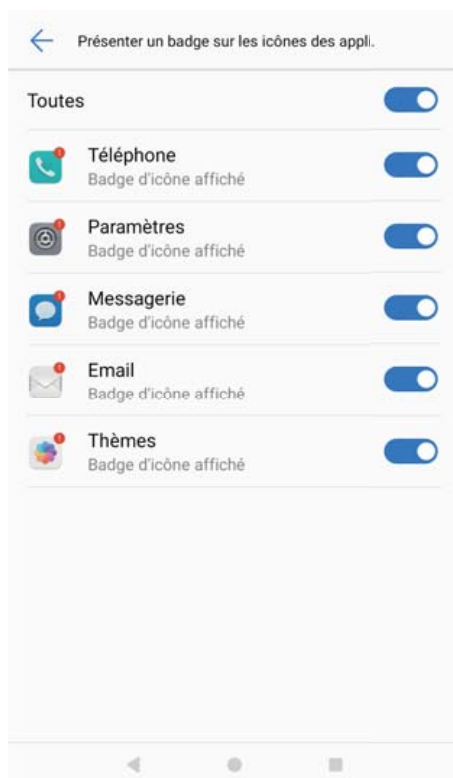 Présenter un badge sur les icônes des appli.
Toutes
Téléphone
Badge d'icône affiché
Paramètres
Badge d'icône affiché
Messagerie
Badge d'icône affiché
Email
Badge d'icône affiché
Thèmes
Badge d'icône affiché